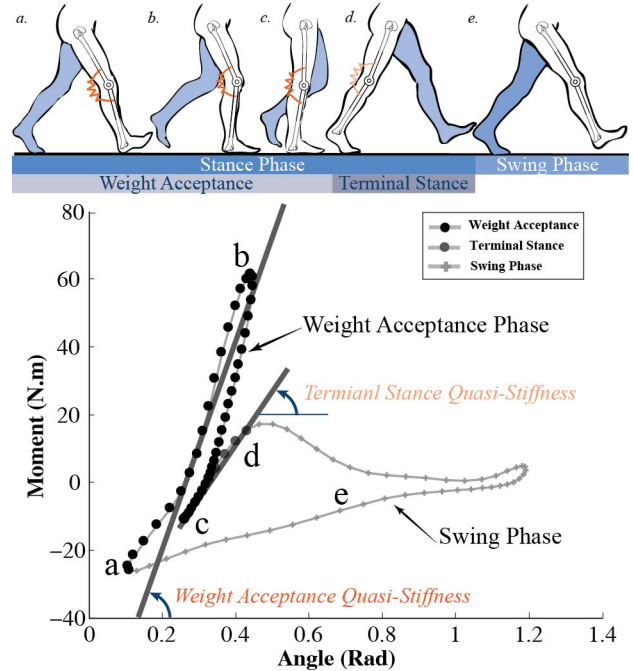 a. b. c. d. e.
Stance Phase Swing Phase
Weight Acceptance Terminal Stance
80
60
40
20
0
−20
−40
Moment (N.m)
Weight Acceptance
Terminal Stance
Swing Phase
b
Weight Acceptance Phase
Termianl Stance Quasi-Stiffness
d
c
e
Swing Phase
a
Weight Acceptance Quasi-Stiffness
0 0.2 0.4 0.6 0.8 1 1.2 1.4
Angle (Rad)